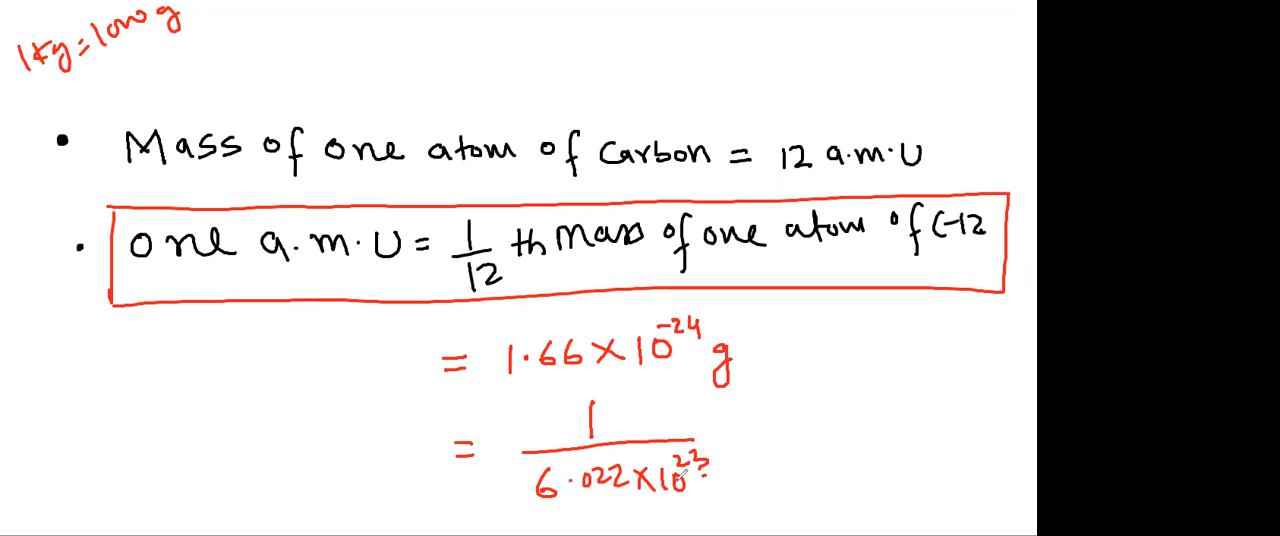 1kg = 1000 g
• Mass of one atom of carbon = 12 a.m.u
• one a.m.u = 1/12 th mass of one atom of C-12
= 1.66 × 10⁻²⁴ g
= 1/6.022 × 10²³